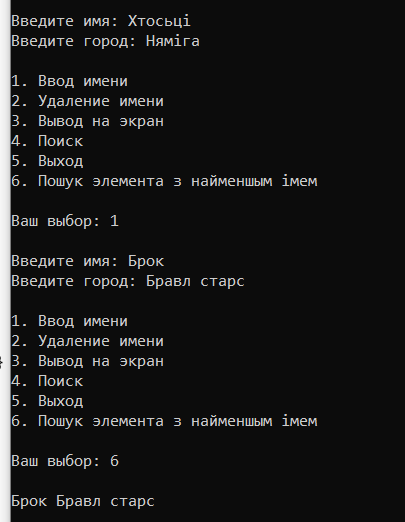 Введите имя: Хтосьці
Введите город: Няміга
1. Ввод имени
2. Удаление имени
3. Вывод на экран
4. Поиск
5. Выход
6. Пошук элемента з найменшым імем
Ваш выбор: 1
Введите имя: Брок
Введите город: Бравл старс
1. Ввод имени
2. Удаление имени
3. Вывод на экран
4. Поиск
5. Выход
6. Пошук элемента з найменшым імем
Ваш выбор: 6
Брок Бравл старс